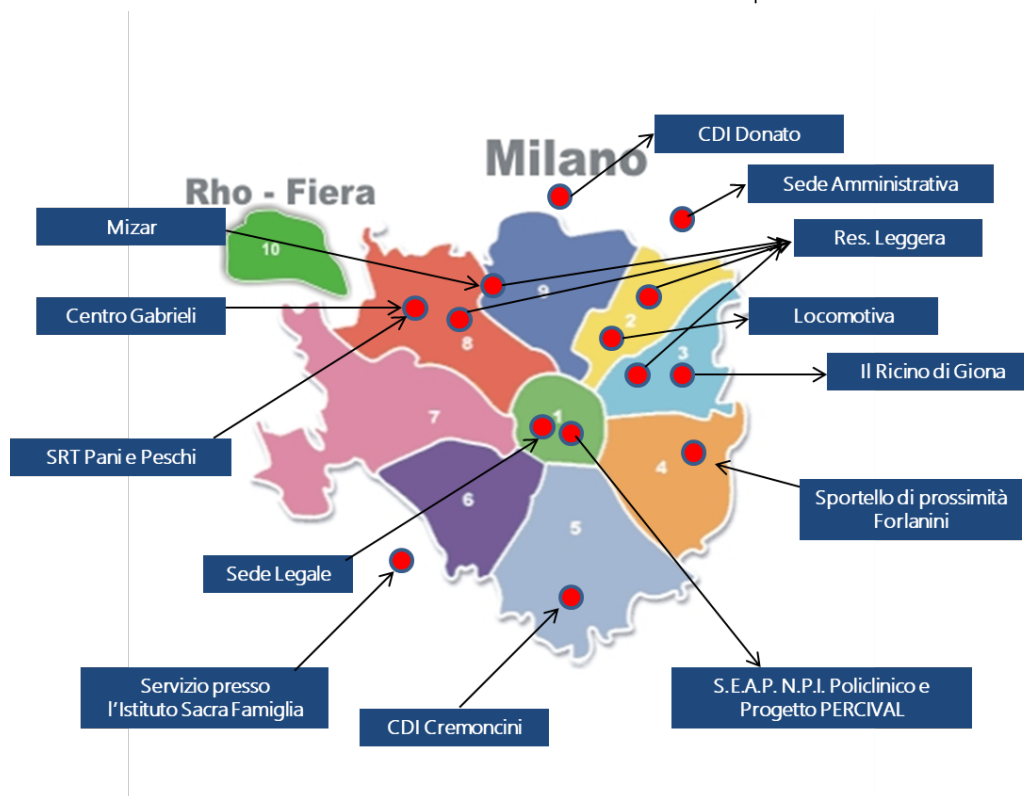 CDI Donato
Milano
Sede Amministrativa
Rho - Fiera
Mizar
Res. Leggera
10
9
2
Centro Gabrieli
Locomotiva
8
3
Il Ricino di Giona
7
1
SRT Pani e Peschi
4
6
Sportello di prossimità
Forlanini
5
Sede Legale
Servizio presso
l'Istituto Sacra Famiglia
S.E.A.P. N.P.I. Policlinico e
Progetto PERCIVAL
CDI Cremoncini